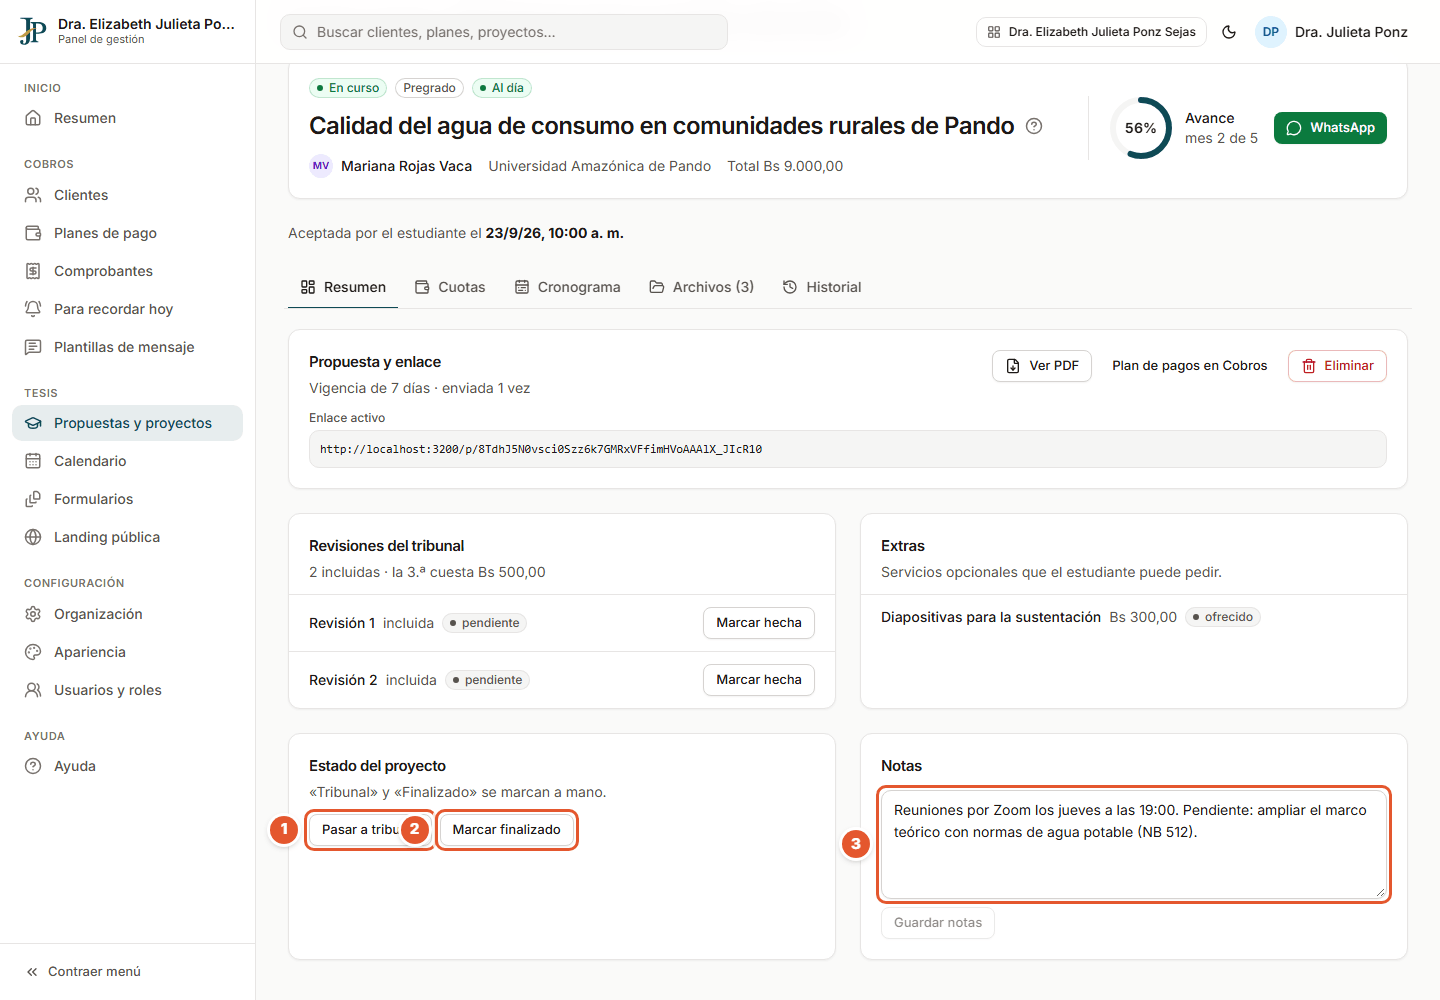 JP
Dra. Elizabeth Julieta Po...
Panel de gestión
Buscar clientes, planes, proyectos...
Dra. Elizabeth Julieta Ponz Sejas
DP
Dra. Julieta Ponz
INICIO
Resumen
COBROS
Clientes
Planes de pago
Comprobantes
Para recordar hoy
Plantillas de mensaje
TESIS
Propuestas y proyectos
Calendario
Formularios
Landing pública
CONFIGURACIÓN
Organización
Apariencia
Usuarios y roles
AYUDA
Ayuda
Contraer menú
En curso
Pregrado
Al día
Calidad del agua de consumo en comunidades rurales de Pando
MV
Mariana Rojas Vaca
Universidad Amazónica de Pando
Total Bs 9.000,00
56%
Avance
mes 2 de 5
WhatsApp
Aceptada por el estudiante el 23/9/26, 10:00 a. m.
Resumen
Cuotas
Cronograma
Archivos (3)
Historial
Propuesta y enlace
Vigencia de 7 días · enviada 1 vez
Ver PDF
Plan de pagos en Cobros
Eliminar
Enlace activo
http://localhost:3200/p/8TdhJ5N0vsci0Szz6k7GMRxVFfimHVoAAA1X_JIcR10
Revisiones del tribunal
2 incluidas · la 3.ª cuesta Bs 500,00
Revisión 1 incluida pendiente
Marcar hecha
Revisión 2 incluida pendiente
Marcar hecha
Extras
Servicios opcionales que el estudiante puede pedir.
Diapositivas para la sustentación Bs 300,00 ofrecido
Estado del proyecto
«Tribunal» y «Finalizado» se marcan a mano.
1
Pasar a tribu
2
Marcar finalizado
Notas
3
Reuniones por Zoom los jueves a las 19:00. Pendiente: ampliar el marco
teórico con normas de agua potable (NB 512).
Guardar notas